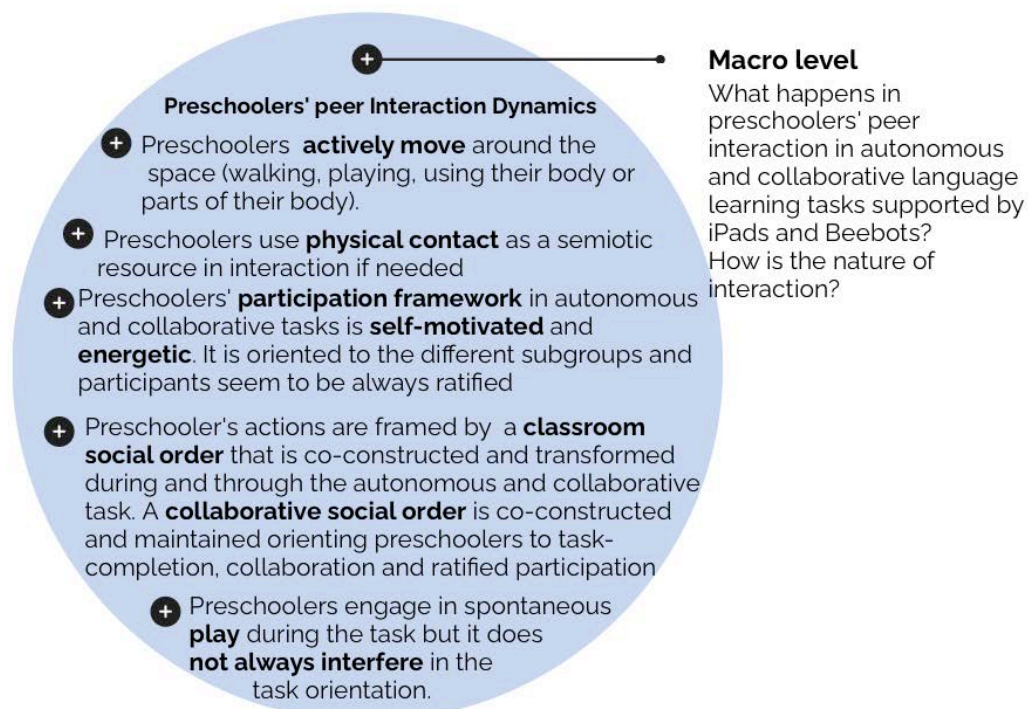 Preschoolers' peer Interaction Dynamics
Preschoolers actively move around the
space (walking, playing, using their body or
parts of their body).
Preschoolers use physical contact as a semiotic
resource in interaction if needed
Preschoolers' participation framework in autonomous
and collaborative tasks is self-motivated and
energetic. It is oriented to the different subgroups and
participants seem to be always ratified
Preschooler's actions are framed by a classroom
social order that is co-constructed and transformed
during and through the autonomous and collaborative
task. A collaborative social order is co-constructed
and maintained orienting preschoolers to task-
completion, collaboration and ratified participation
Preschoolers engage in spontaneous
play during the task but it does
not always interfere in the
task orientation.
Macro level
What happens in
preschoolers' peer
interaction in autonomous
and collaborative language
learning tasks supported by
iPads and Beebots?
How is the nature of
interaction?